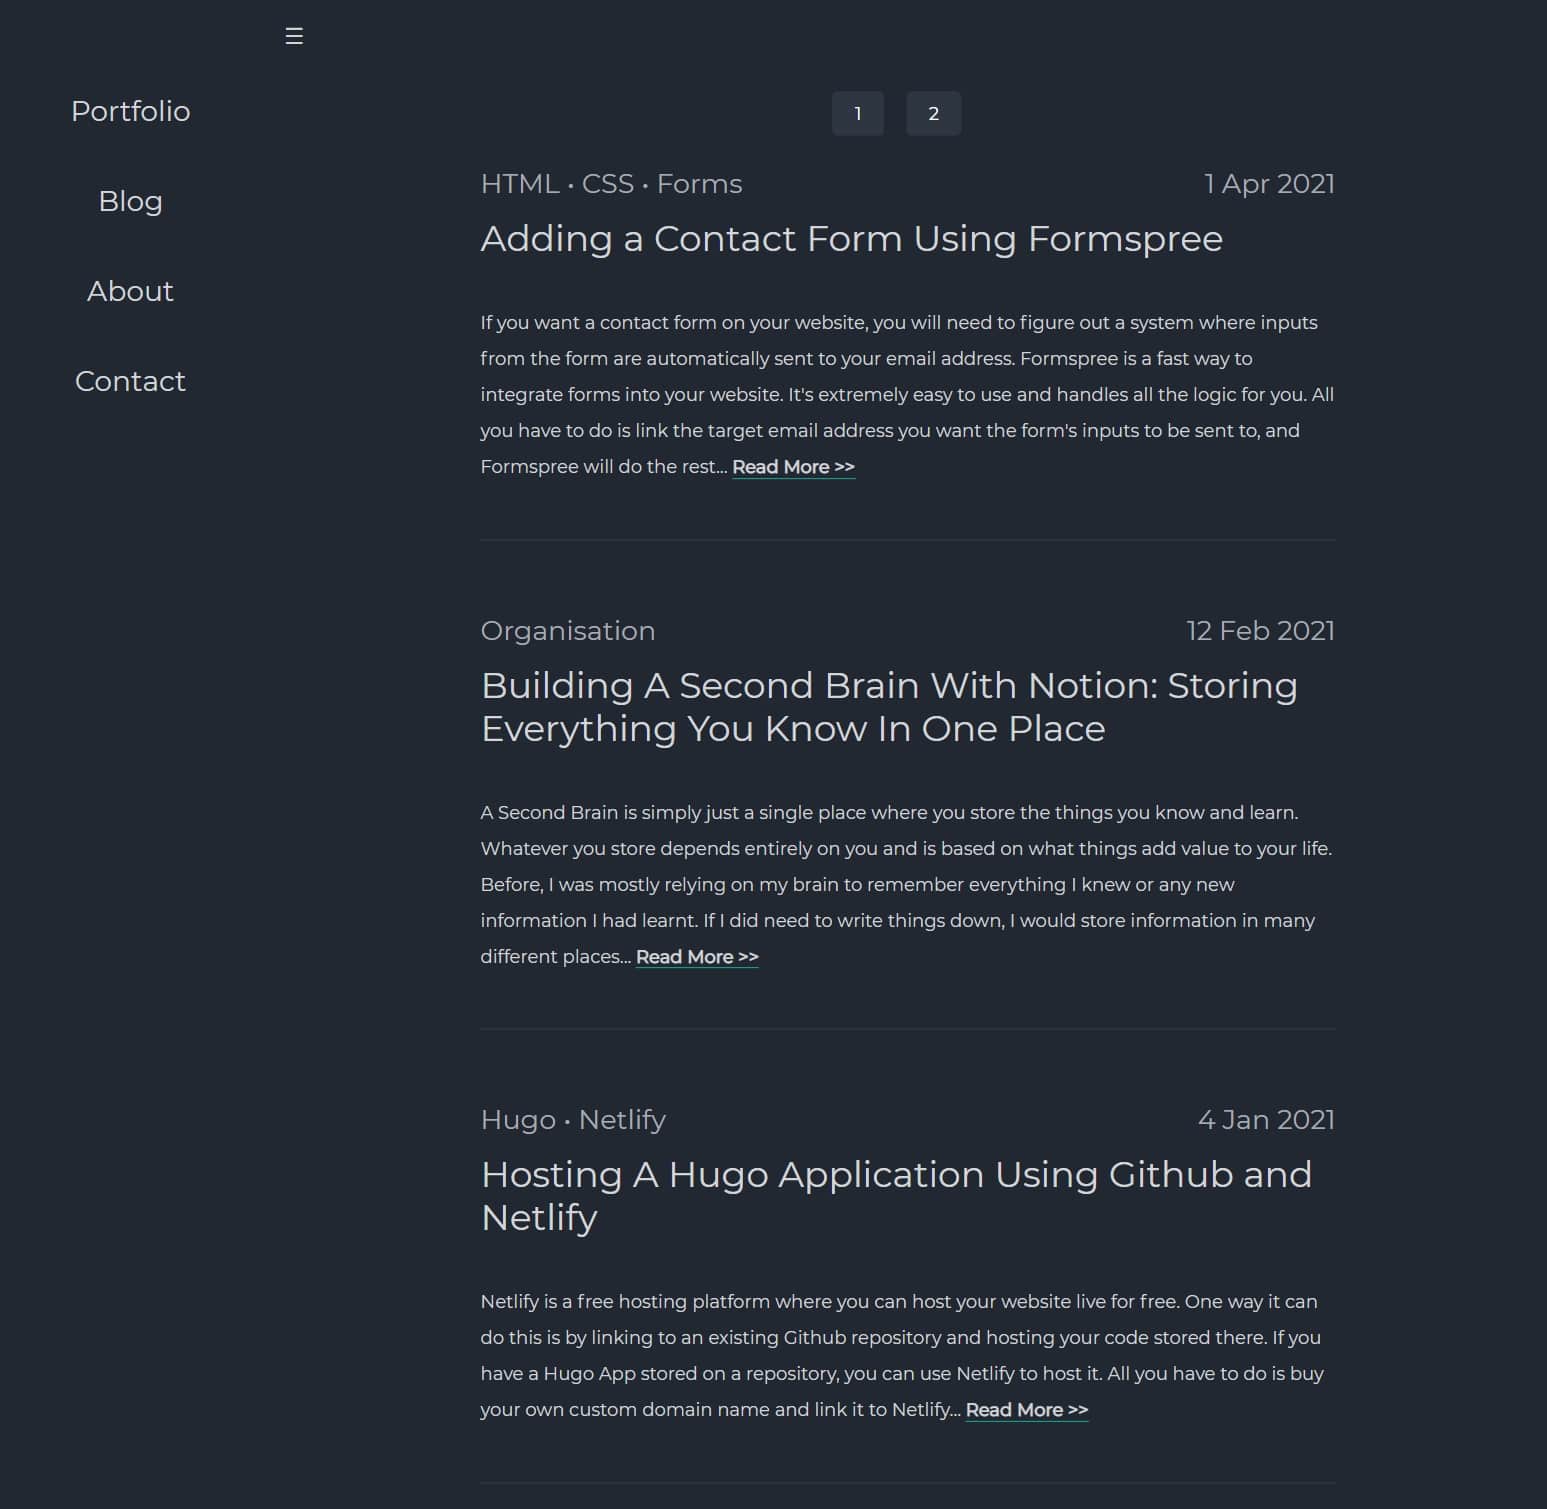 ☰
Portfolio
Blog
About
Contact
1 2
HTML • CSS • Forms 1 Apr 2021
Adding a Contact Form Using Formspree
If you want a contact form on your website, you will need to figure out a system where inputs
from the form are automatically sent to your email address. Formspree is a fast way to
integrate forms into your website. It's extremely easy to use and handles all the logic for you. All
you have to do is link the target email address you want the form's inputs to be sent to, and
Formspree will do the rest... Read More >>
Organisation 12 Feb 2021
Building A Second Brain With Notion: Storing
Everything You Know In One Place
A Second Brain is simply just a single place where you store the things you know and learn.
Whatever you store depends entirely on you and is based on what things add value to your life.
Before, I was mostly relying on my brain to remember everything I knew or any new
information I had learnt. If I did need to write things down, I would store information in many
different places... Read More >>
Hugo • Netlify 4 Jan 2021
Hosting A Hugo Application Using Github and
Netlify
Netlify is a free hosting platform where you can host your website live for free. One way it can
do this is by linking to an existing Github repository and hosting your code stored there. If you
have a Hugo App stored on a repository, you can use Netlify to host it. All you have to do is buy
your own custom domain name and link it to Netlify... Read More >>